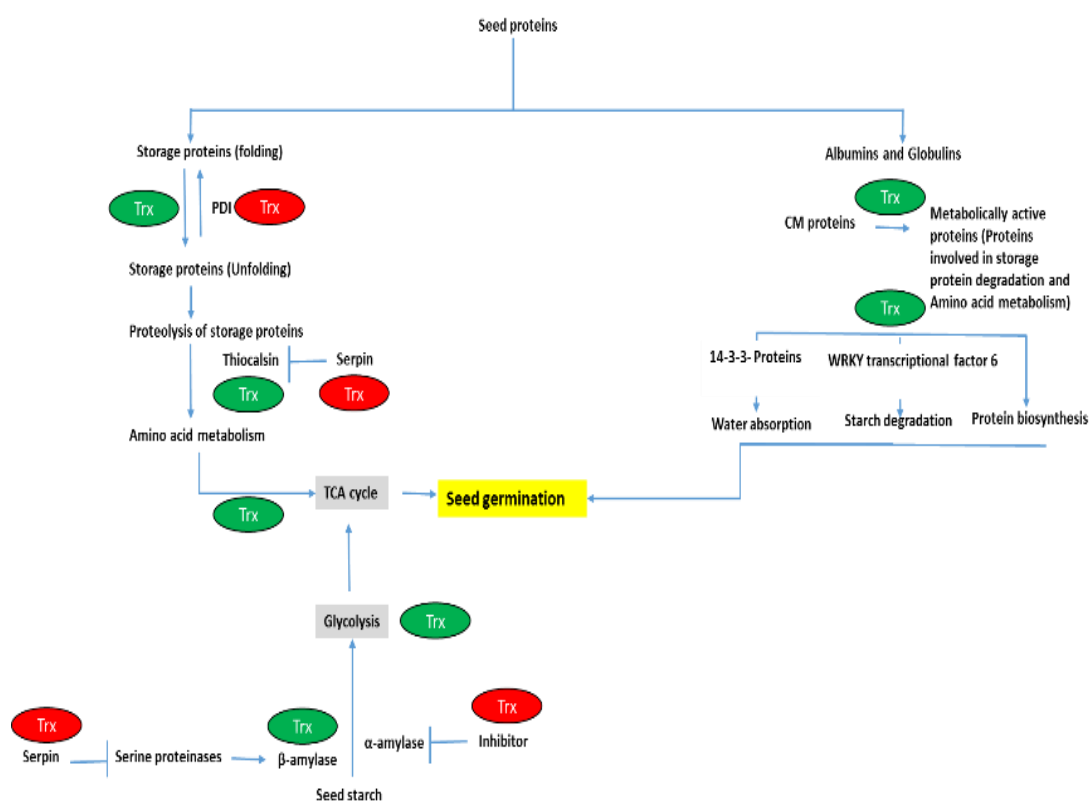 Seed proteins
Storage proteins (folding)
Albumins and Globulins
Trx
PDI
Trx
Trx
CM proteins
Metabolically active
proteins (Proteins
involved in storage
protein degradation and
Amino acid metabolism)
Storage proteins (Unfolding)
Trx
Proteolysis of storage proteins
Thiocalsin
Serpin
Trx
Trx
14-3-3- Proteins
WRKY transcriptional factor 6
Amino acid metabolism
Water absorption
Starch degradation
Protein biosynthesis
Trx
TCA cycle
Seed germination
Glycolysis
Trx
Trx
Trx
Trx
Serpin
Serine proteinases
β-amylase
α-amylase
Inhibitor
Seed starch